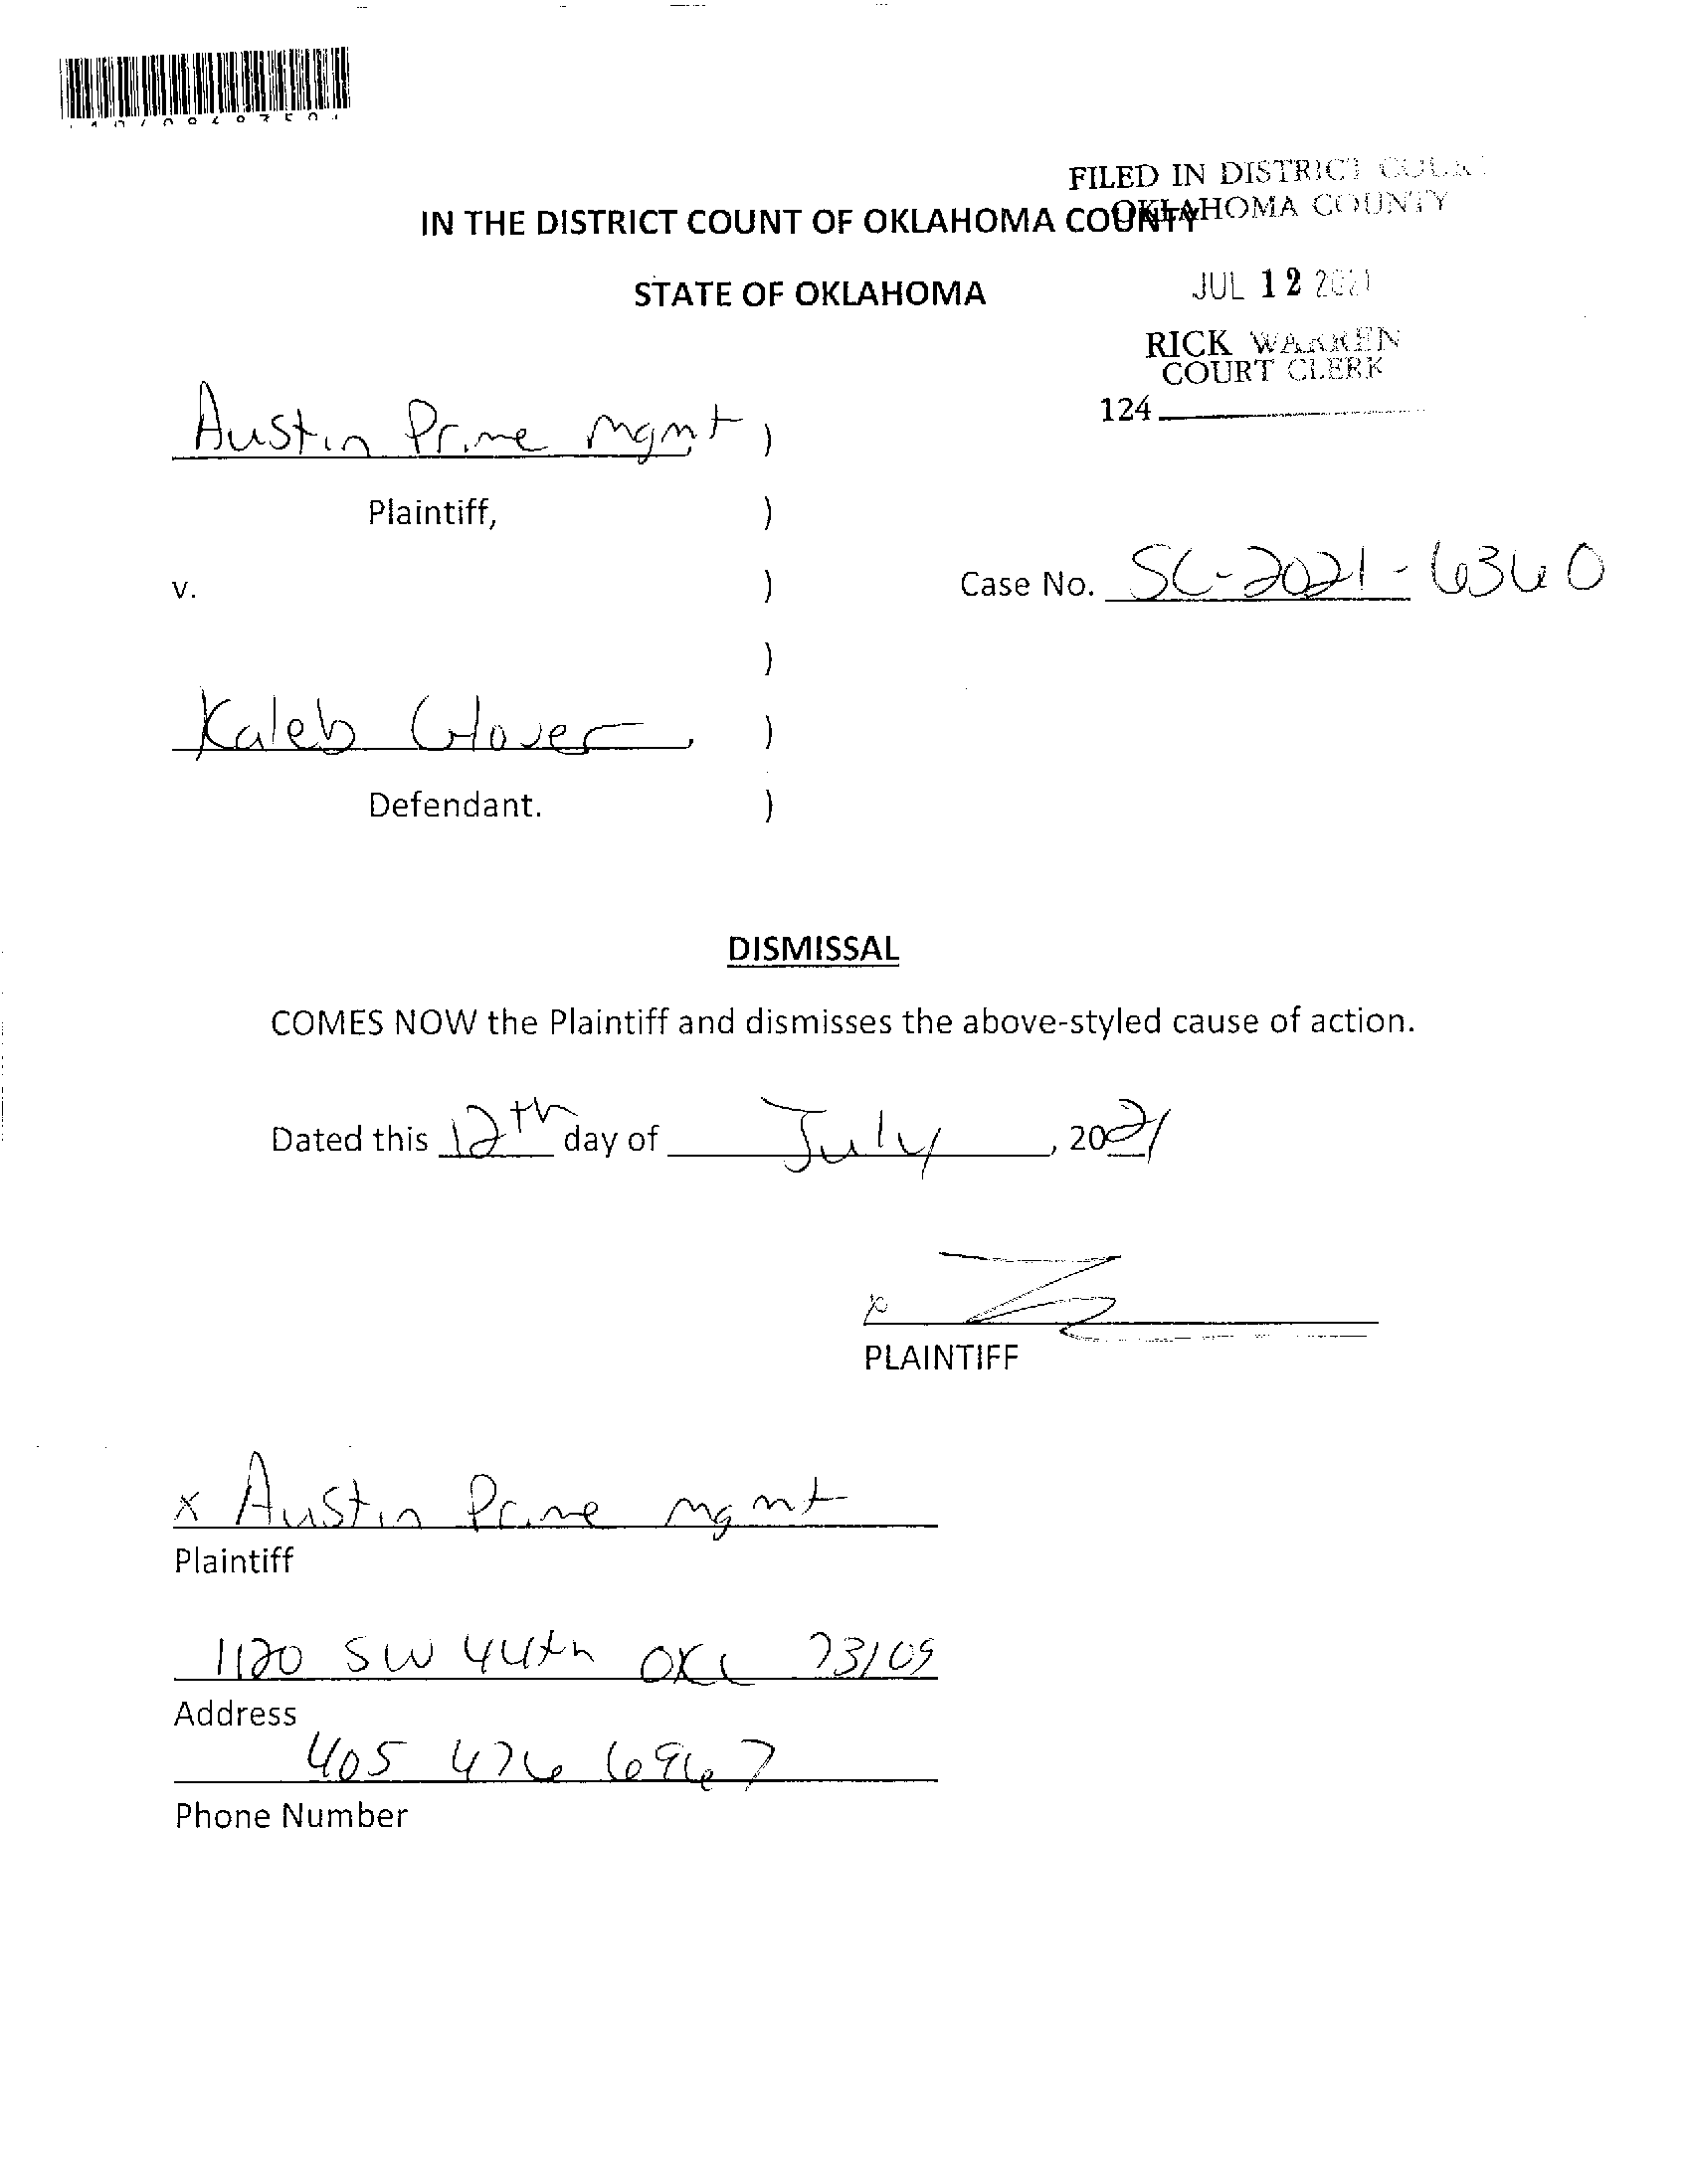 FILED IN DISTRICT COURT
OKLAHOMA COUNTY
IN THE DISTRICT COUNT OF OKLAHOMA COUNTY
STATE OF OKLAHOMA
JUL 12 2021
RICK WARREN
COURT CLERK
124
Austin Prime Mgmt, )
Plaintiff, )
v. )
Case No. SC-2021-6360
)
Kaleb Glover, )
Defendant. )
DISMISSAL
COMES NOW the Plaintiff and dismisses the above-styled cause of action.
Dated this 12th day of July, 2021
x
PLAINTIFF
x Austin Prime mgmt
Plaintiff
1120 SW 44th OKC 73109
Address
405 476 6967
Phone Number